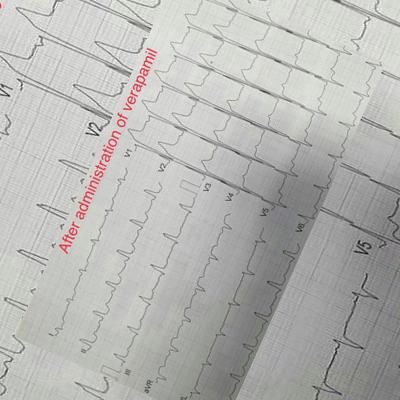 V1
V2
After administration of verapamil
V1
V2
V3
V4
V5
V6
I
II
III
aVR
V5